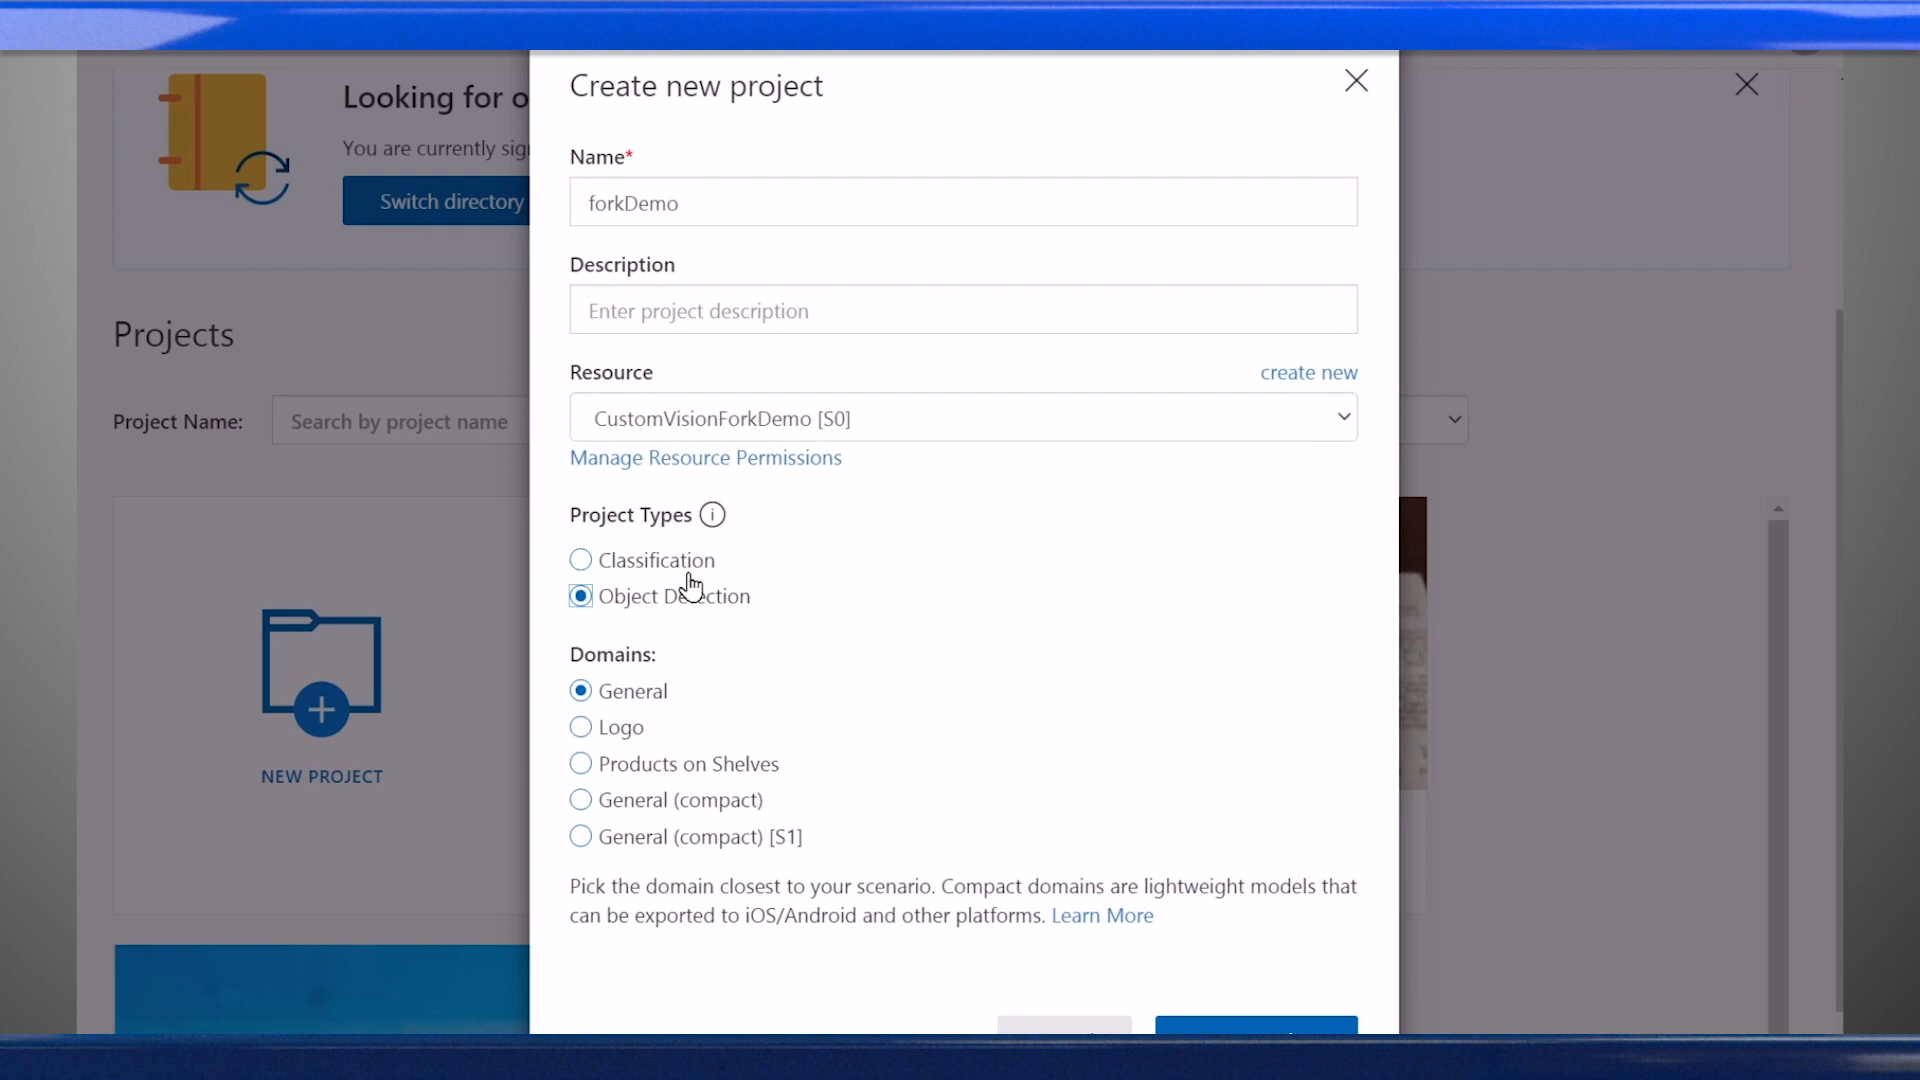 Create new project
Looking for o
You are currently sig
Switch directory
Name*
forkDemo
Description
Enter project description
Projects
Resource
create new
Project Name:
Search by project name
CustomVisionForkDemo [S0]
Manage Resource Permissions
Project Types
Classification
Object Detection
Domains:
General
Logo
Products on Shelves
NEW PROJECT
General (compact)
General (compact) [S1]
Pick the domain closest to your scenario. Compact domains are lightweight models that
can be exported to iOS/Android and other platforms. Learn More